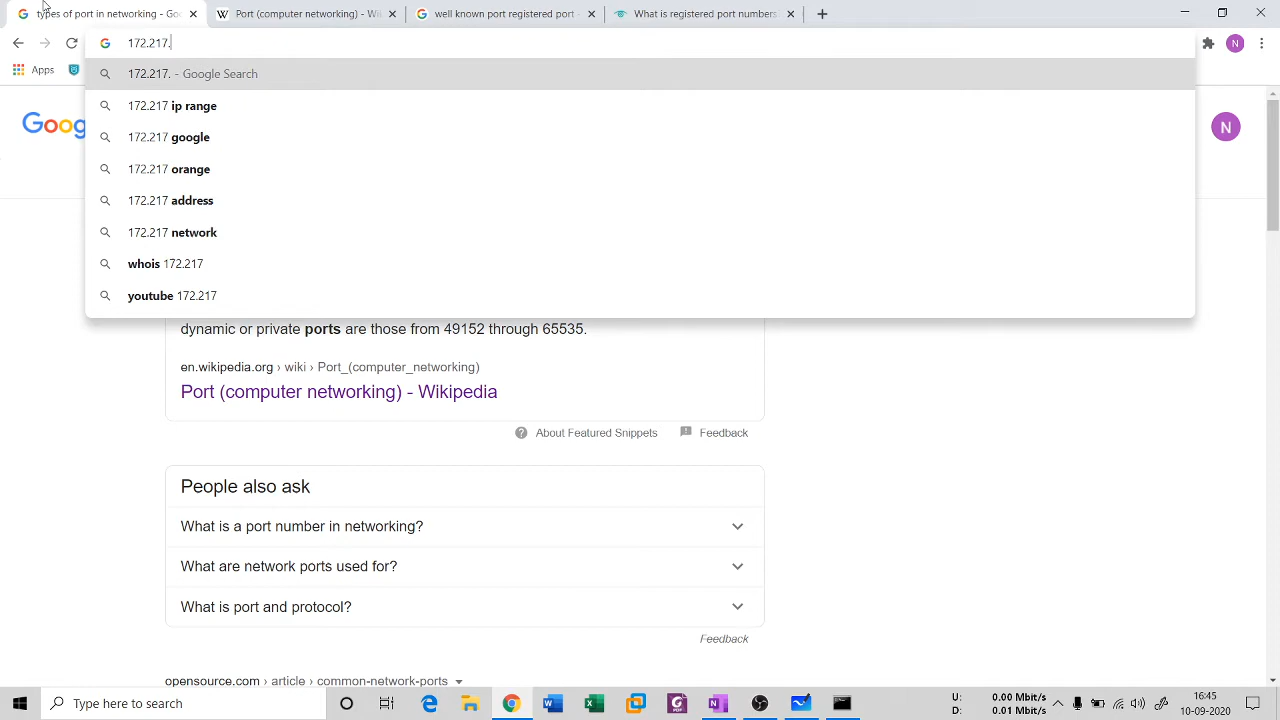 types of port in networking - Goo
Port (computer networking) - Wi
well known port registered port -
What is registered port numbers
172.217.
N
Apps
172.217. - Google Search
172.217 ip range
172.217 google
172.217 orange
172.217 address
172.217 network
whois 172.217
youtube 172.217
Goog
N
dynamic or private ports are those from 49152 through 65535.
en.wikipedia.org › wiki › Port_(computer_networking)
Port (computer networking) - Wikipedia
About Featured Snippets
Feedback
People also ask
What is a port number in networking?
What are network ports used for?
What is port and protocol?
Feedback
opensource.com › article › common-network-ports
Type here to search
U: 0.00 Mbit/s
D: 0.01 Mbit/s
16:45
10-09-2020